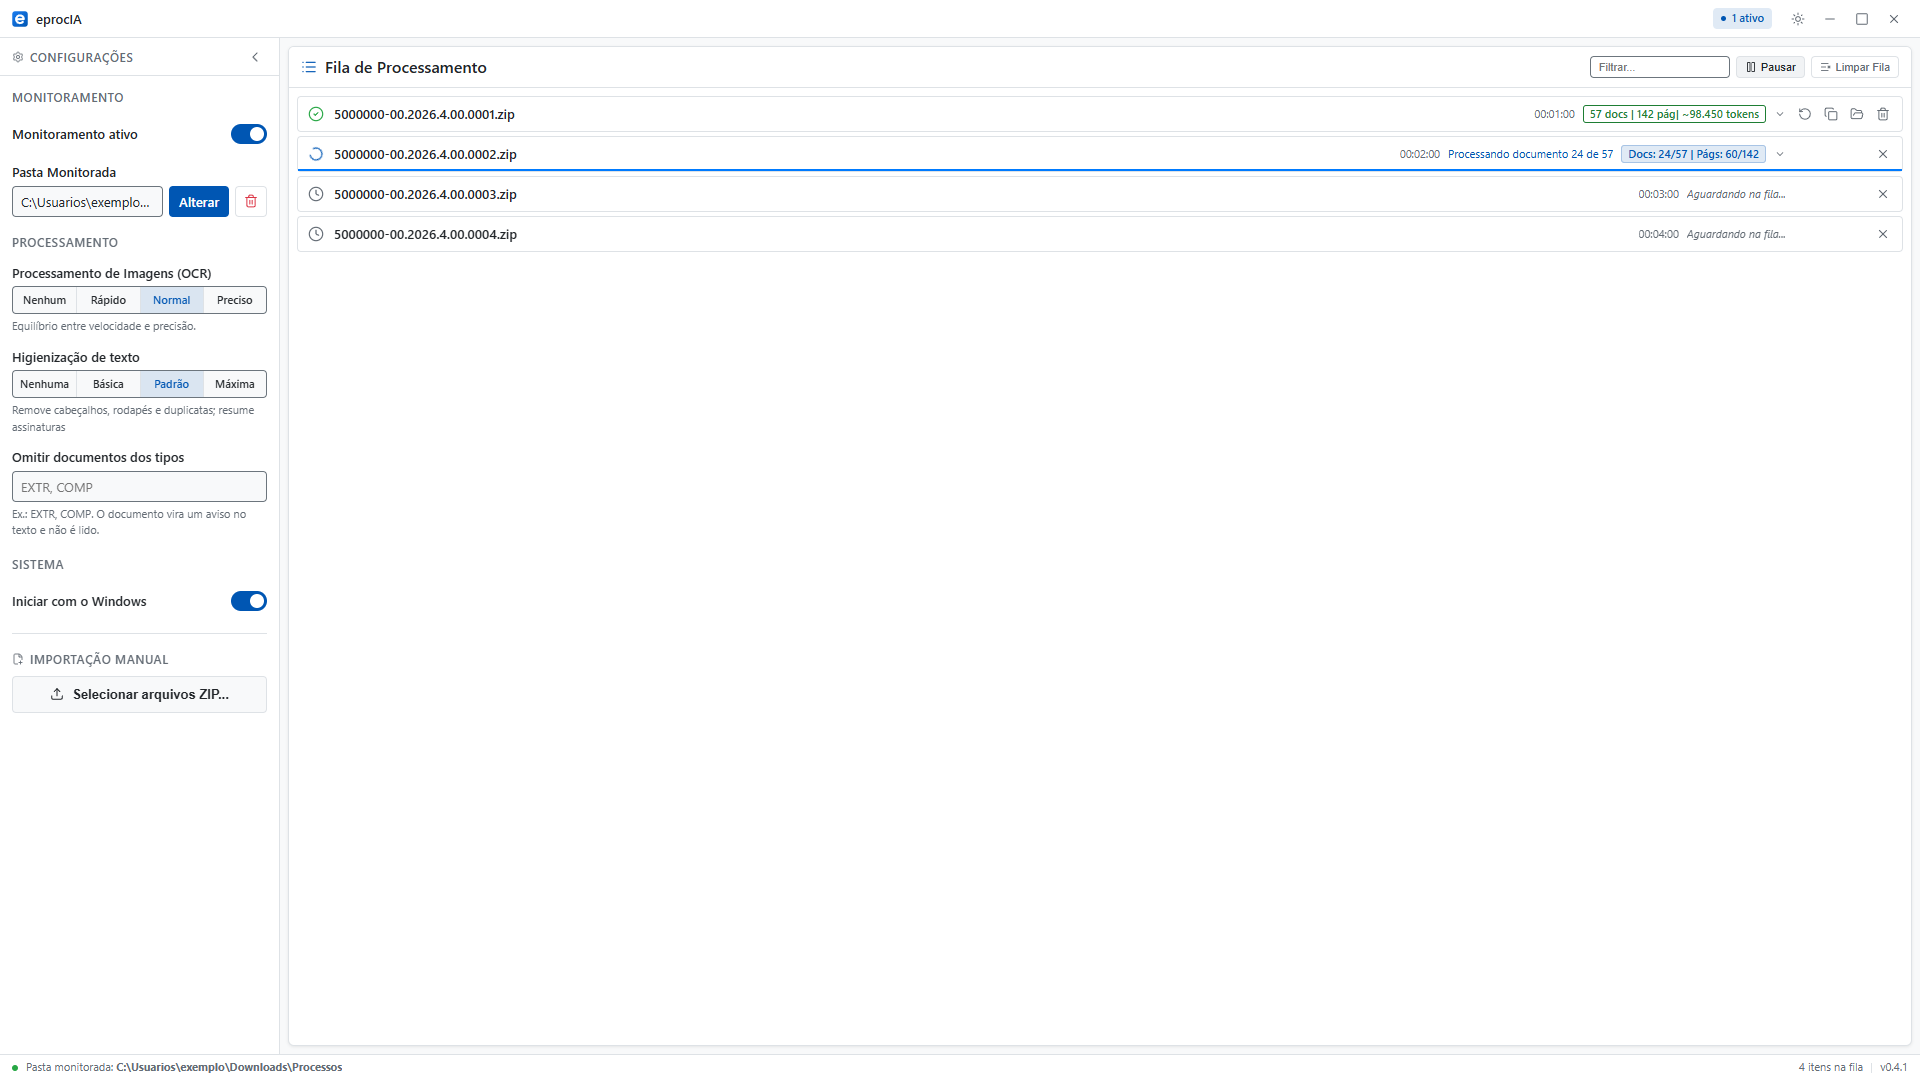 eprocIA
1 ativo
CONFIGURAÇÕES
MONITORAMENTO
Monitoramento ativo
Pasta Monitorada
C:\Usuarios\exemplo...
Alterar
PROCESSAMENTO
Processamento de Imagens (OCR)
Nenhum Rápido Normal Preciso
Equilíbrio entre velocidade e precisão.
Higienização de texto
Nenhuma Básica Padrão Máxima
Remove cabeçalhos, rodapés e duplicatas; resume
assinaturas
Omitir documentos dos tipos
EXTR, COMP
Ex.: EXTR, COMP. O documento vira um aviso no
texto e não é lido.
SISTEMA
Iniciar com o Windows
IMPORTAÇÃO MANUAL
Selecionar arquivos ZIP...
Fila de Processamento
Filtrar...
Pausar
Limpar Fila
5000000-00.2026.4.00.0001.zip 00:01:00 57 docs | 142 pág| ~98.450 tokens
5000000-00.2026.4.00.0002.zip 00:02:00 Processando documento 24 de 57 Docs: 24/57 | Págs: 60/142
5000000-00.2026.4.00.0003.zip 00:03:00 Aguardando na fila...
5000000-00.2026.4.00.0004.zip 00:04:00 Aguardando na fila...
Pasta monitorada: C:\Usuarios\exemplo\Downloads\Processos
4 itens na fila
v0.4.1